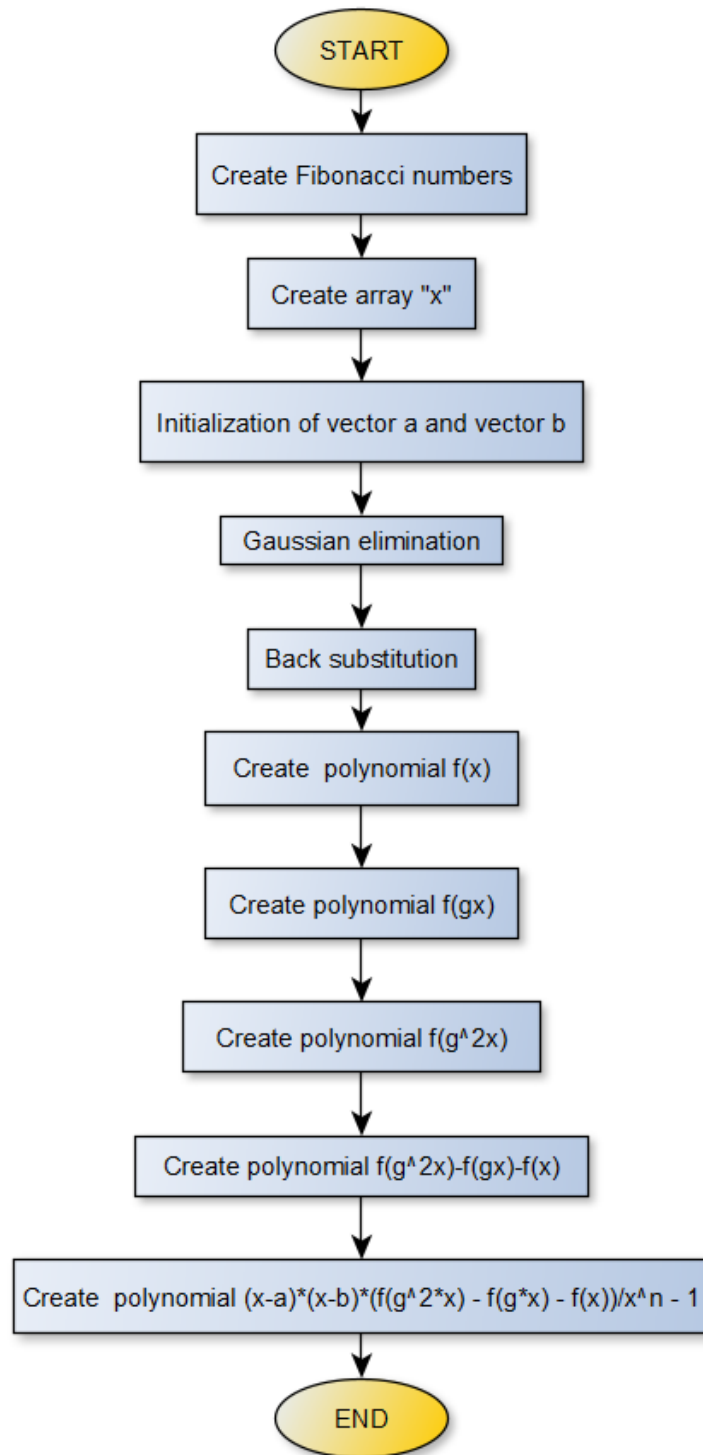 START
Create Fibonacci numbers
Create array "x"
Initialization of vector a and vector b
Gaussian elimination
Back substitution
Create  polynomial f(x)
Create polynomial f(gx)
Create polynomial f(g^2x)
Create polynomial f(g^2x)-f(gx)-f(x)
Create  polynomial (x-a)*(x-b)*(f(g^2*x) - f(g*x) - f(x))/x^n - 1
END